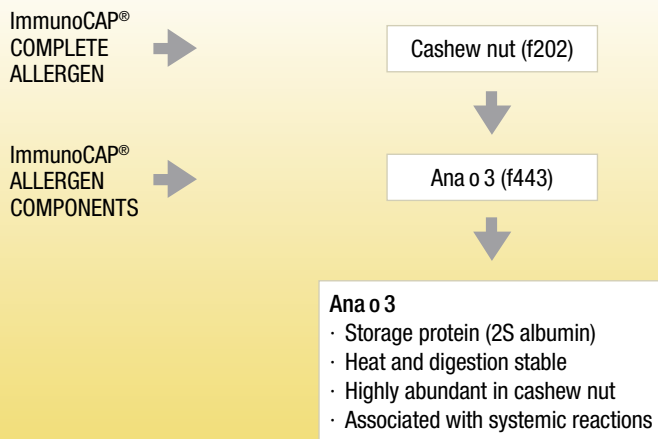 ImmunoCAP®
COMPLETE
ALLERGEN
Cashew nut (f202)
ImmunoCAP®
ALLERGEN
COMPONENTS
Ana o 3 (f443)
Ana o 3
· Storage protein (2S albumin)
· Heat and digestion stable
· Highly abundant in cashew nut
· Associated with systemic reactions